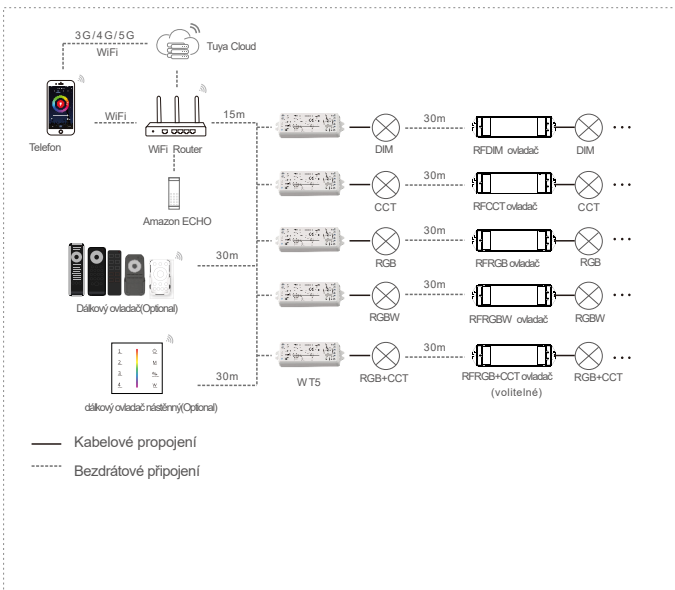 3G/4G/5G
WiFi
Tuya Cloud
WiFi
15m
Telefon
WiFi Router
Amazon ECHO
30m
Dálkový ovladač(Optional)
30m
dálkový ovladač nástěnný(Optional)
DIM
30m
RFDIM ovladač
DIM
CCT
30m
RFCCT ovladač
CCT
RGB
30m
RFRGB ovladač
RGB
RGBW
30m
RFRGBW ovladač
RGBW
WT5
RGB+CCT
30m
RFRGB+CCT ovladač
(volitelné)
RGB+CCT
Kabelové propojení
Bezdrátové připojení